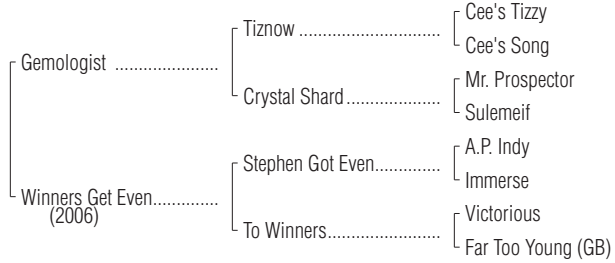 Cee's Tizzy
Tiznow ..............................
Cee's Song
Gemologist ......................
Mr. Prospector
Crystal Shard....................
Sulemeif
A.P. Indy
Stephen Got Even..............
Immerse
Winners Get Even..............
(2006)
Victorious
To Winners........................
Far Too Young (GB)